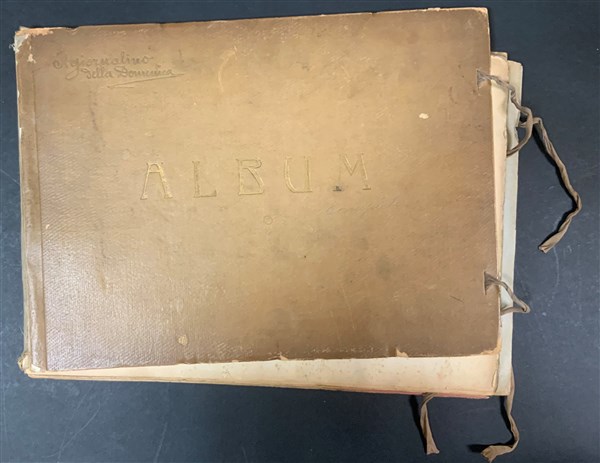 Il giornalino
della Domenica
ALBUM